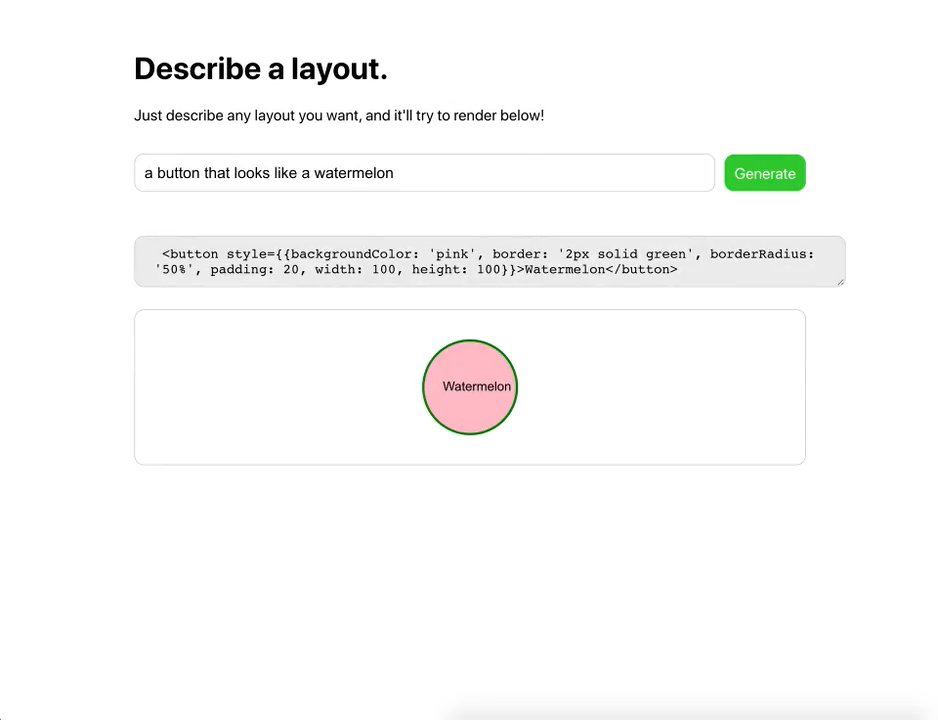 Describe a layout.
Just describe any layout you want, and it'll try to render below!
a button that looks like a watermelon
Generate
<button style={{backgroundColor: 'pink', border: '2px solid green', borderRadius:
'50%', padding: 20, width: 100, height: 100}}>Watermelon</button>
Watermelon